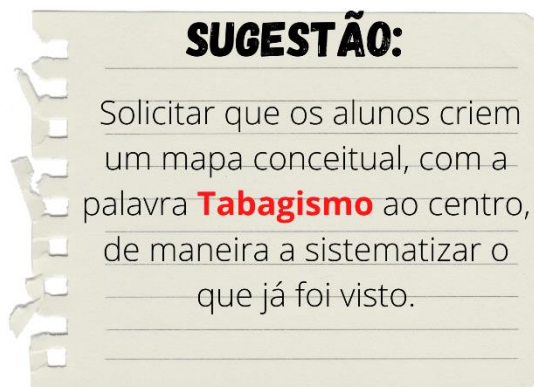 SUGESTÃO:
Solicitar que os alunos criem
um mapa conceitual, com a
palavra Tabagismo ao centro,
de maneira a sistematizar o
que já foi visto.